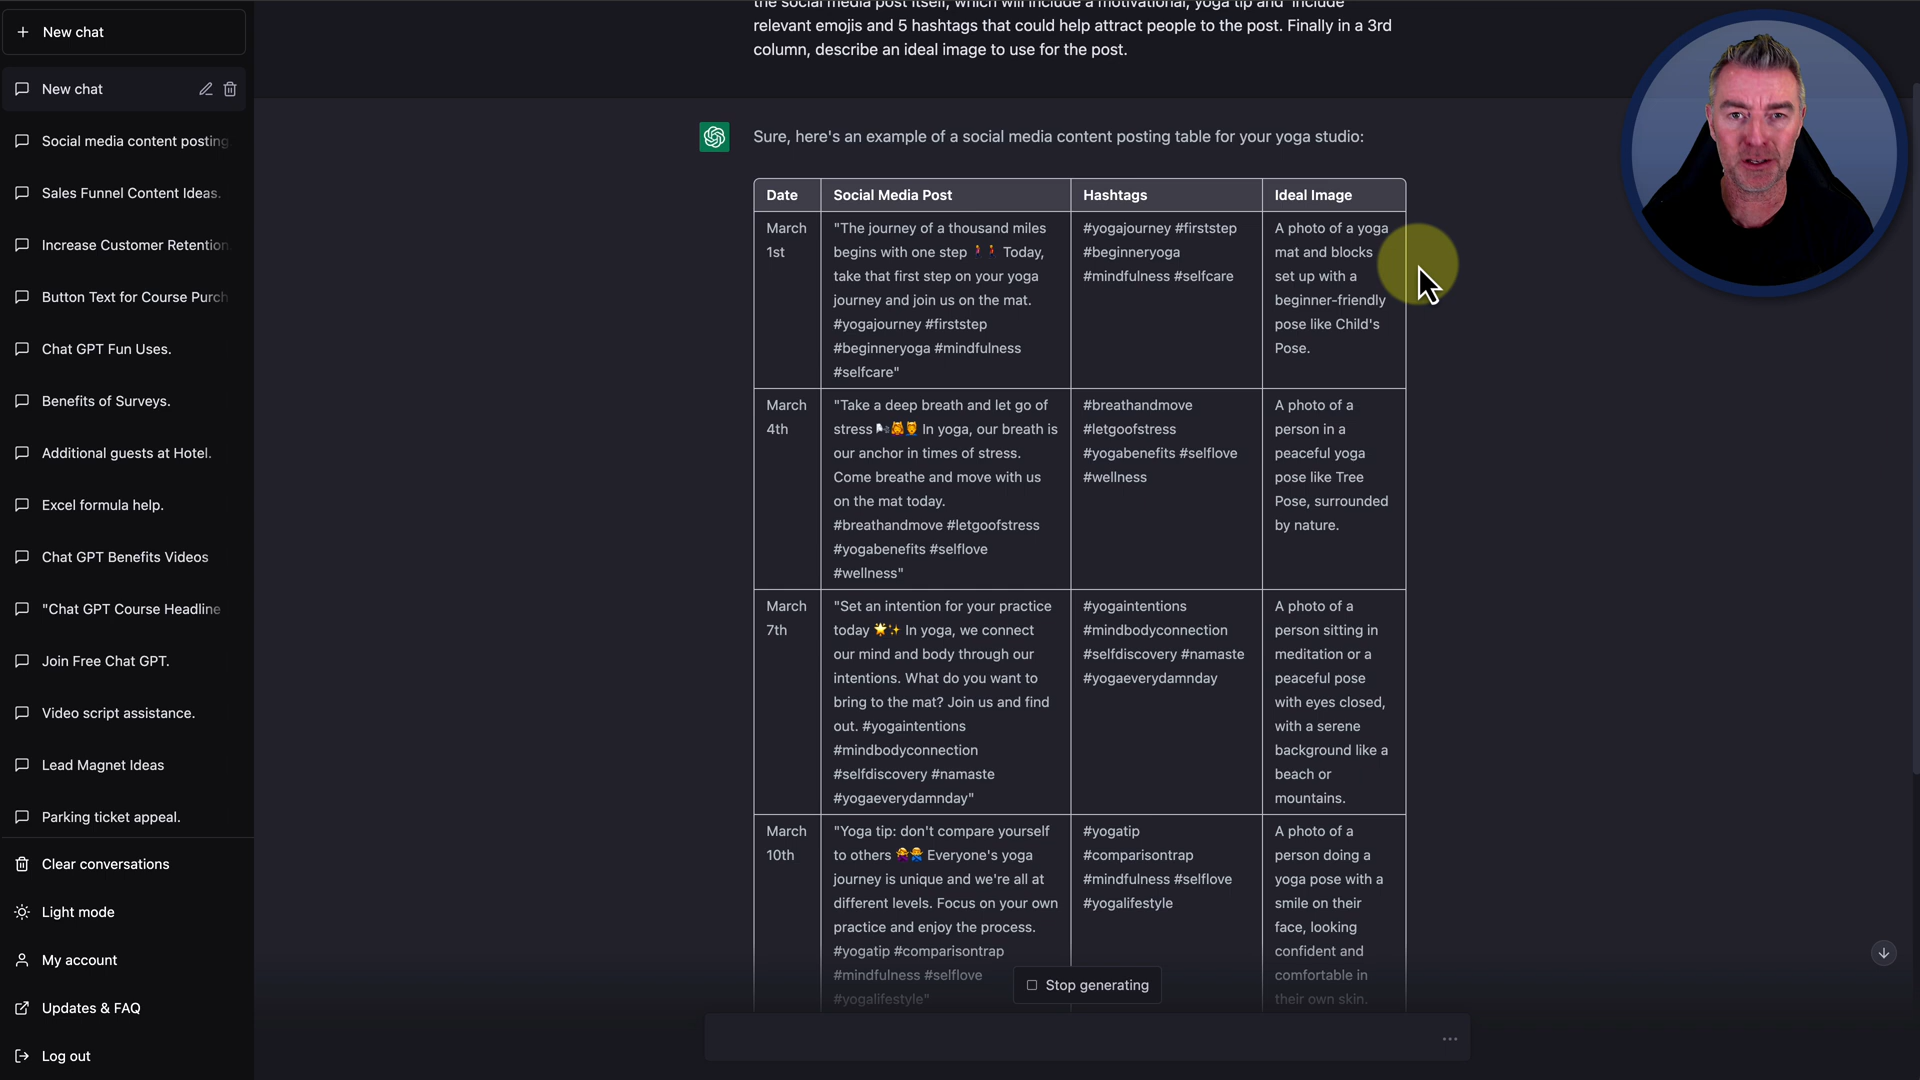 New chat
New chat
Social media content posting
Sales Funnel Content Ideas.
Increase Customer Retention
Button Text for Course Purch
Chat GPT Fun Uses.
Benefits of Surveys.
Additional guests at Hotel.
Excel formula help.
Chat GPT Benefits Videos
"Chat GPT Course Headline
Join Free Chat GPT.
Video script assistance.
Lead Magnet Ideas
Parking ticket appeal.
Clear conversations
Light mode
My account
Updates & FAQ
Log out
the social media post itself, which will include a motivational, yoga tip and include
relevant emojis and 5 hashtags that could help attract people to the post. Finally in a 3rd
column, describe an ideal image to use for the post.
Sure, here's an example of a social media content posting table for your yoga studio:
Date
Social Media Post
Hashtags
Ideal Image
March
1st
"The journey of a thousand miles
begins with one step 🚶🚶 Today,
take that first step on your yoga
journey and join us on the mat.
#yogajourney #firststep
#beginneryoga #mindfulness
#selfcare"
#yogajourney #firststep
#beginneryoga
#mindfulness #selfcare
A photo of a yoga
mat and blocks
set up with a
beginner-friendly
pose like Child's
Pose.
March
4th
"Take a deep breath and let go of
stress 🌬️ In yoga, our breath is
our anchor in times of stress.
Come breathe and move with us
on the mat today.
#breathandmove #letgoofstress
#yogabenefits #selflove
#wellness"
#breathandmove
#letgoofstress
#yogabenefits #selflove
#wellness
A photo of a
person in a
peaceful yoga
pose like Tree
Pose, surrounded
by nature.
March
7th
"Set an intention for your practice
today 🌟✨ In yoga, we connect
our mind and body through our
intentions. What do you want to
bring to the mat? Join us and find
out. #yogaintentions
#mindbodyconnection
#selfdiscovery #namaste
#yogaeverydamnday"
#yogaintentions
#mindbodyconnection
#selfdiscovery #namaste
#yogaeverydamnday
A photo of a
person sitting in
meditation or a
peaceful pose
with eyes closed,
with a serene
background like a
beach or
mountains.
March
10th
"Yoga tip: don't compare yourself
to others 🙅‍♀️🙅‍♂️ Everyone's yoga
journey is unique and we're all at
different levels. Focus on your own
practice and enjoy the process.
#yogatip #comparisontrap
#mindfulness #selflove
#yogalifestyle"
#yogatip
#comparisontrap
#mindfulness #selflove
#yogalifestyle
A photo of a
person doing a
yoga pose with a
smile on their
face, looking
confident and
comfortable in
their own skin.
Stop generating